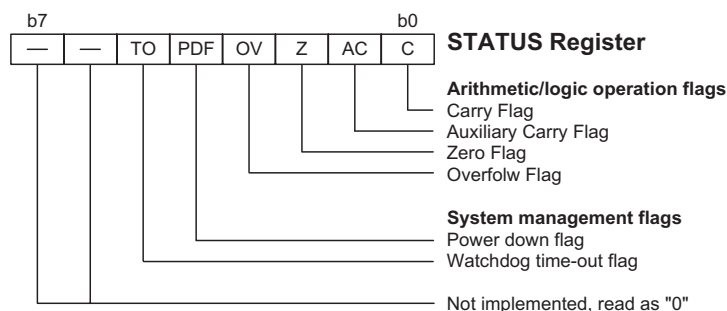 b7 b0
— — TO PDF OV Z AC C STATUS Register
Arithmetic/logic operation flags
Carry Flag
Auxiliary Carry Flag
Zero Flag
Overfolw Flag
System management flags
Power down flag
Watchdog time-out flag
Not implemented, read as "0"